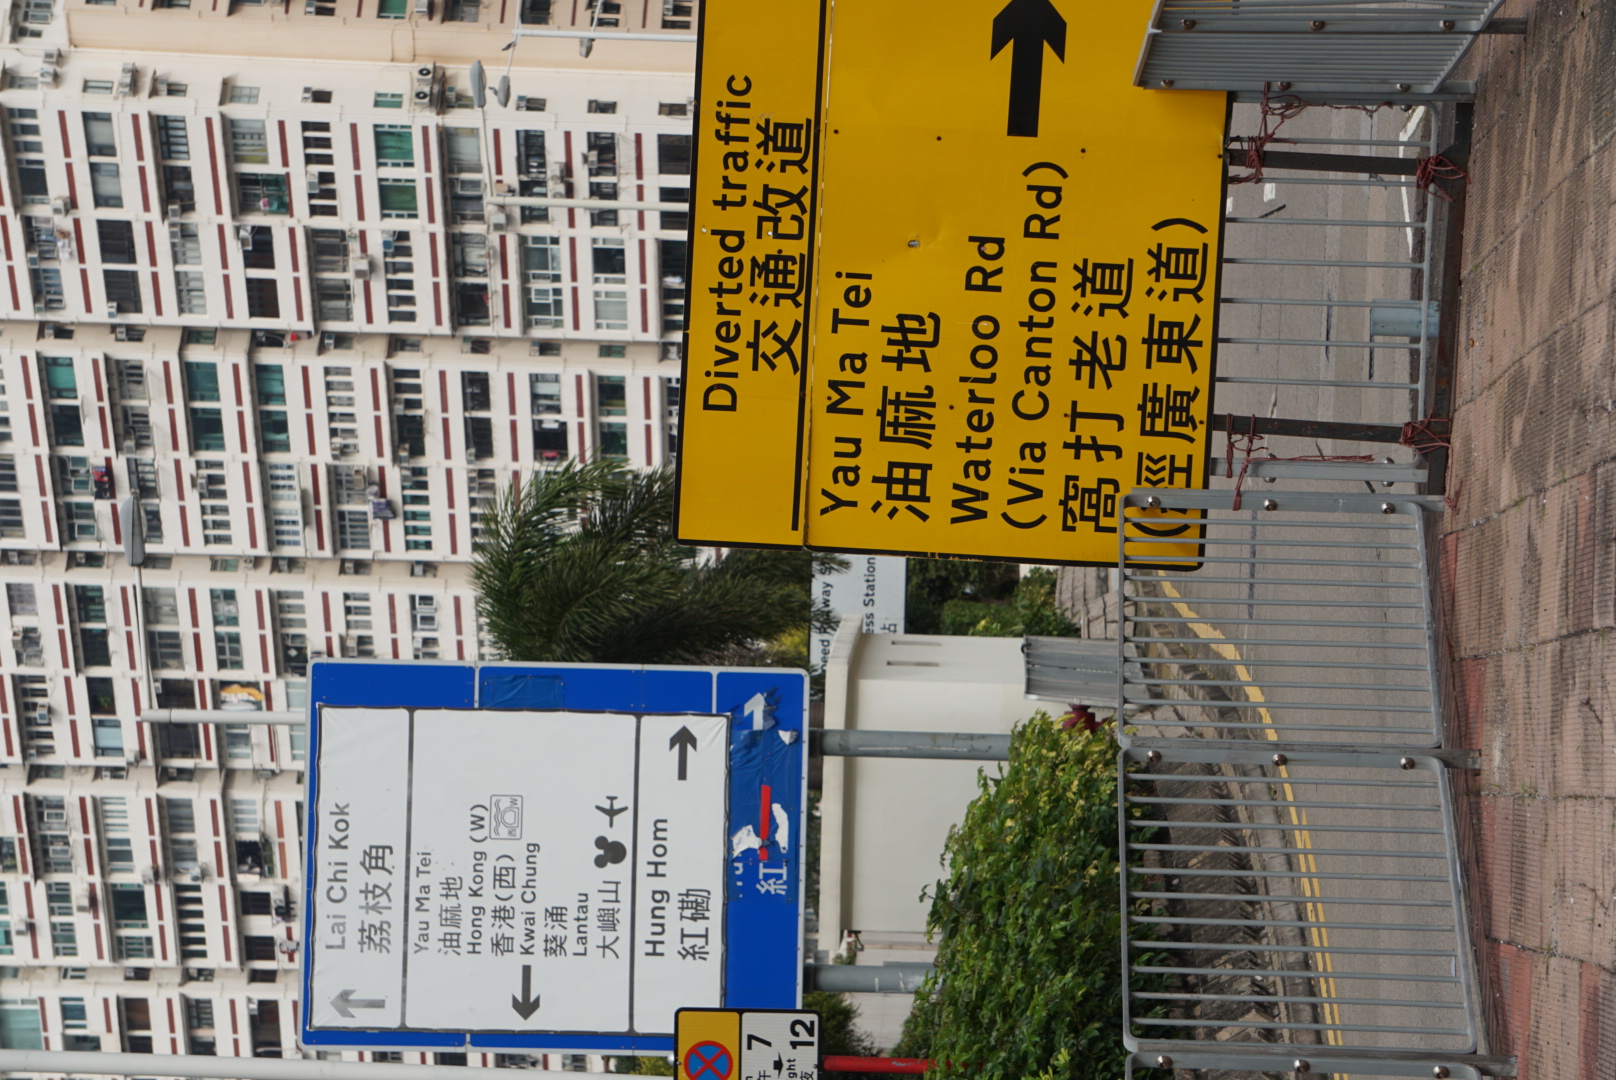 Lai Chi Kok
荔枝角
Yau Ma Tei
油麻地
Hong Kong (W)
香港(西)
Kwai Chung
葵涌
Lantau
大嶼山
Hung Hom
紅磡
紅
7
12
ess Station
站
Diverted traffic
交通改道
Yau Ma Tei
油麻地
Waterloo Rd
(Via Canton Rd)
窩打老道
(經廣東道)